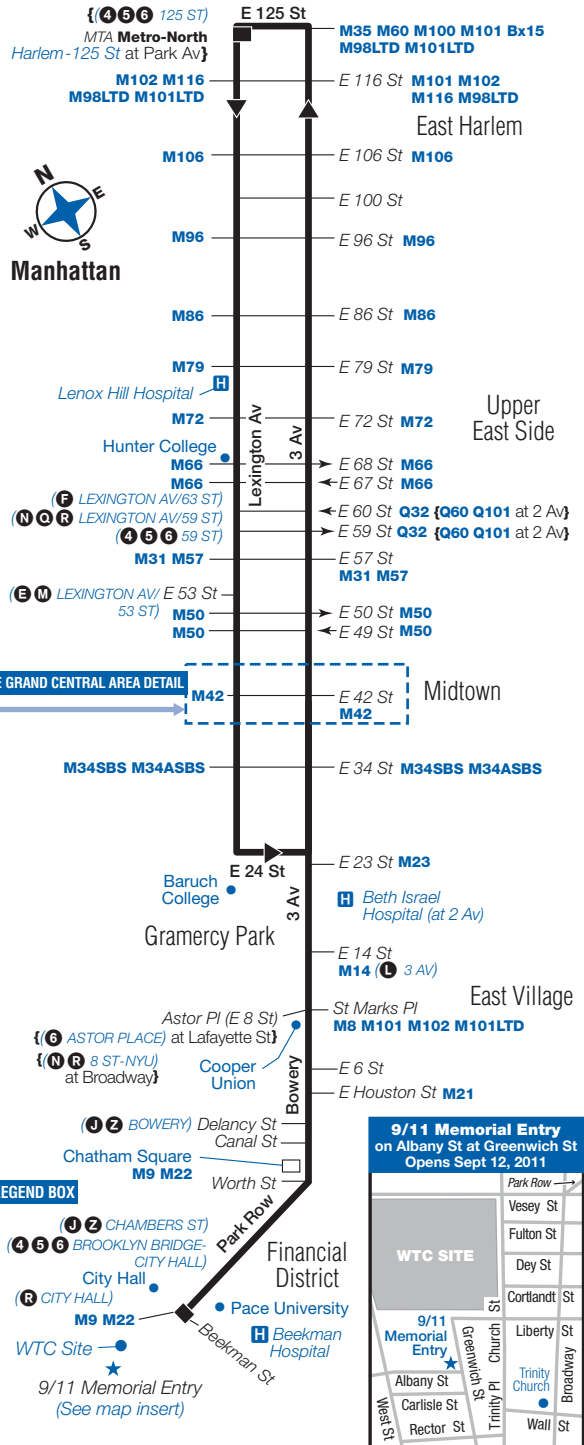 {(4 5 6 125 ST)
MTA Metro-North
Harlem-125 St at Park Av}
E 125 St
M35 M60 M100 M101 Bx15
M98LTD M101LTD
M102 M116
M98LTD M101LTD
E 116 St M101 M102
M116 M98LTD
East Harlem
M106
E 106 St M106
N
E
W
S
Manhattan
E 100 St
M96
E 96 St M96
M86
E 86 St M86
M79
E 79 St M79
H
Lenox Hill Hospital
M72
E 72 St M72
Upper
East Side
Lexington Av
3 Av
Hunter College
M66
E 68 St M66
M66
E 67 St M66
(F LEXINGTON AV/63 ST)
E 60 St Q32 {Q60 Q101 at 2 Av}
(N Q R LEXINGTON AV/59 ST)
(4 5 6 59 ST)
E 59 St Q32 {Q60 Q101 at 2 Av}
M31 M57
E 57 St
M31 M57
(E M LEXINGTON AV/
53 ST)
E 53 St
M50
E 50 St M50
M50
E 49 St M50
E GRAND CENTRAL AREA DETAIL
M42
E 42 St
M42
Midtown
M34SBS M34ASBS
E 34 St M34SBS M34ASBS
E 24 St
E 23 St M23
Baruch
College
3 Av
H Beth Israel
Hospital (at 2 Av)
Gramercy Park
E 14 St
M14 (L 3 AV)
East Village
Astor Pl (E 8 St)
St Marks Pl
M8 M101 M102 M101LTD
{(6 ASTOR PLACE) at Lafayette St}
{(N R 8 ST-NYU)
at Broadway}
Cooper
Union
Bowery
E 6 St
E Houston St M21
(J Z BOWERY) Delancy St
Canal St
Chatham Square
M9 M22
Worth St
LEGEND BOX
Park Row
(J Z CHAMBERS ST)
(4 5 6 BROOKLYN BRIDGE-
CITY HALL)
Financial
District
City Hall
(R CITY HALL)
M9 M22
Pace University
Beekman St
H Beekman
Hospital
WTC Site
9/11 Memorial Entry
(See map insert)
9/11 Memorial Entry
on Albany St at Greenwich St
Opens Sept 12, 2011
Park Row
Vesey St
Fulton St
WTC SITE
Dey St
Cortlandt St
Church St
9/11
Memorial
Entry
Liberty St
Greenwich St
Broadway
Trinity Pl
Trinity
Church
Albany St
West St
Carlisle St
Rector St
Wall St